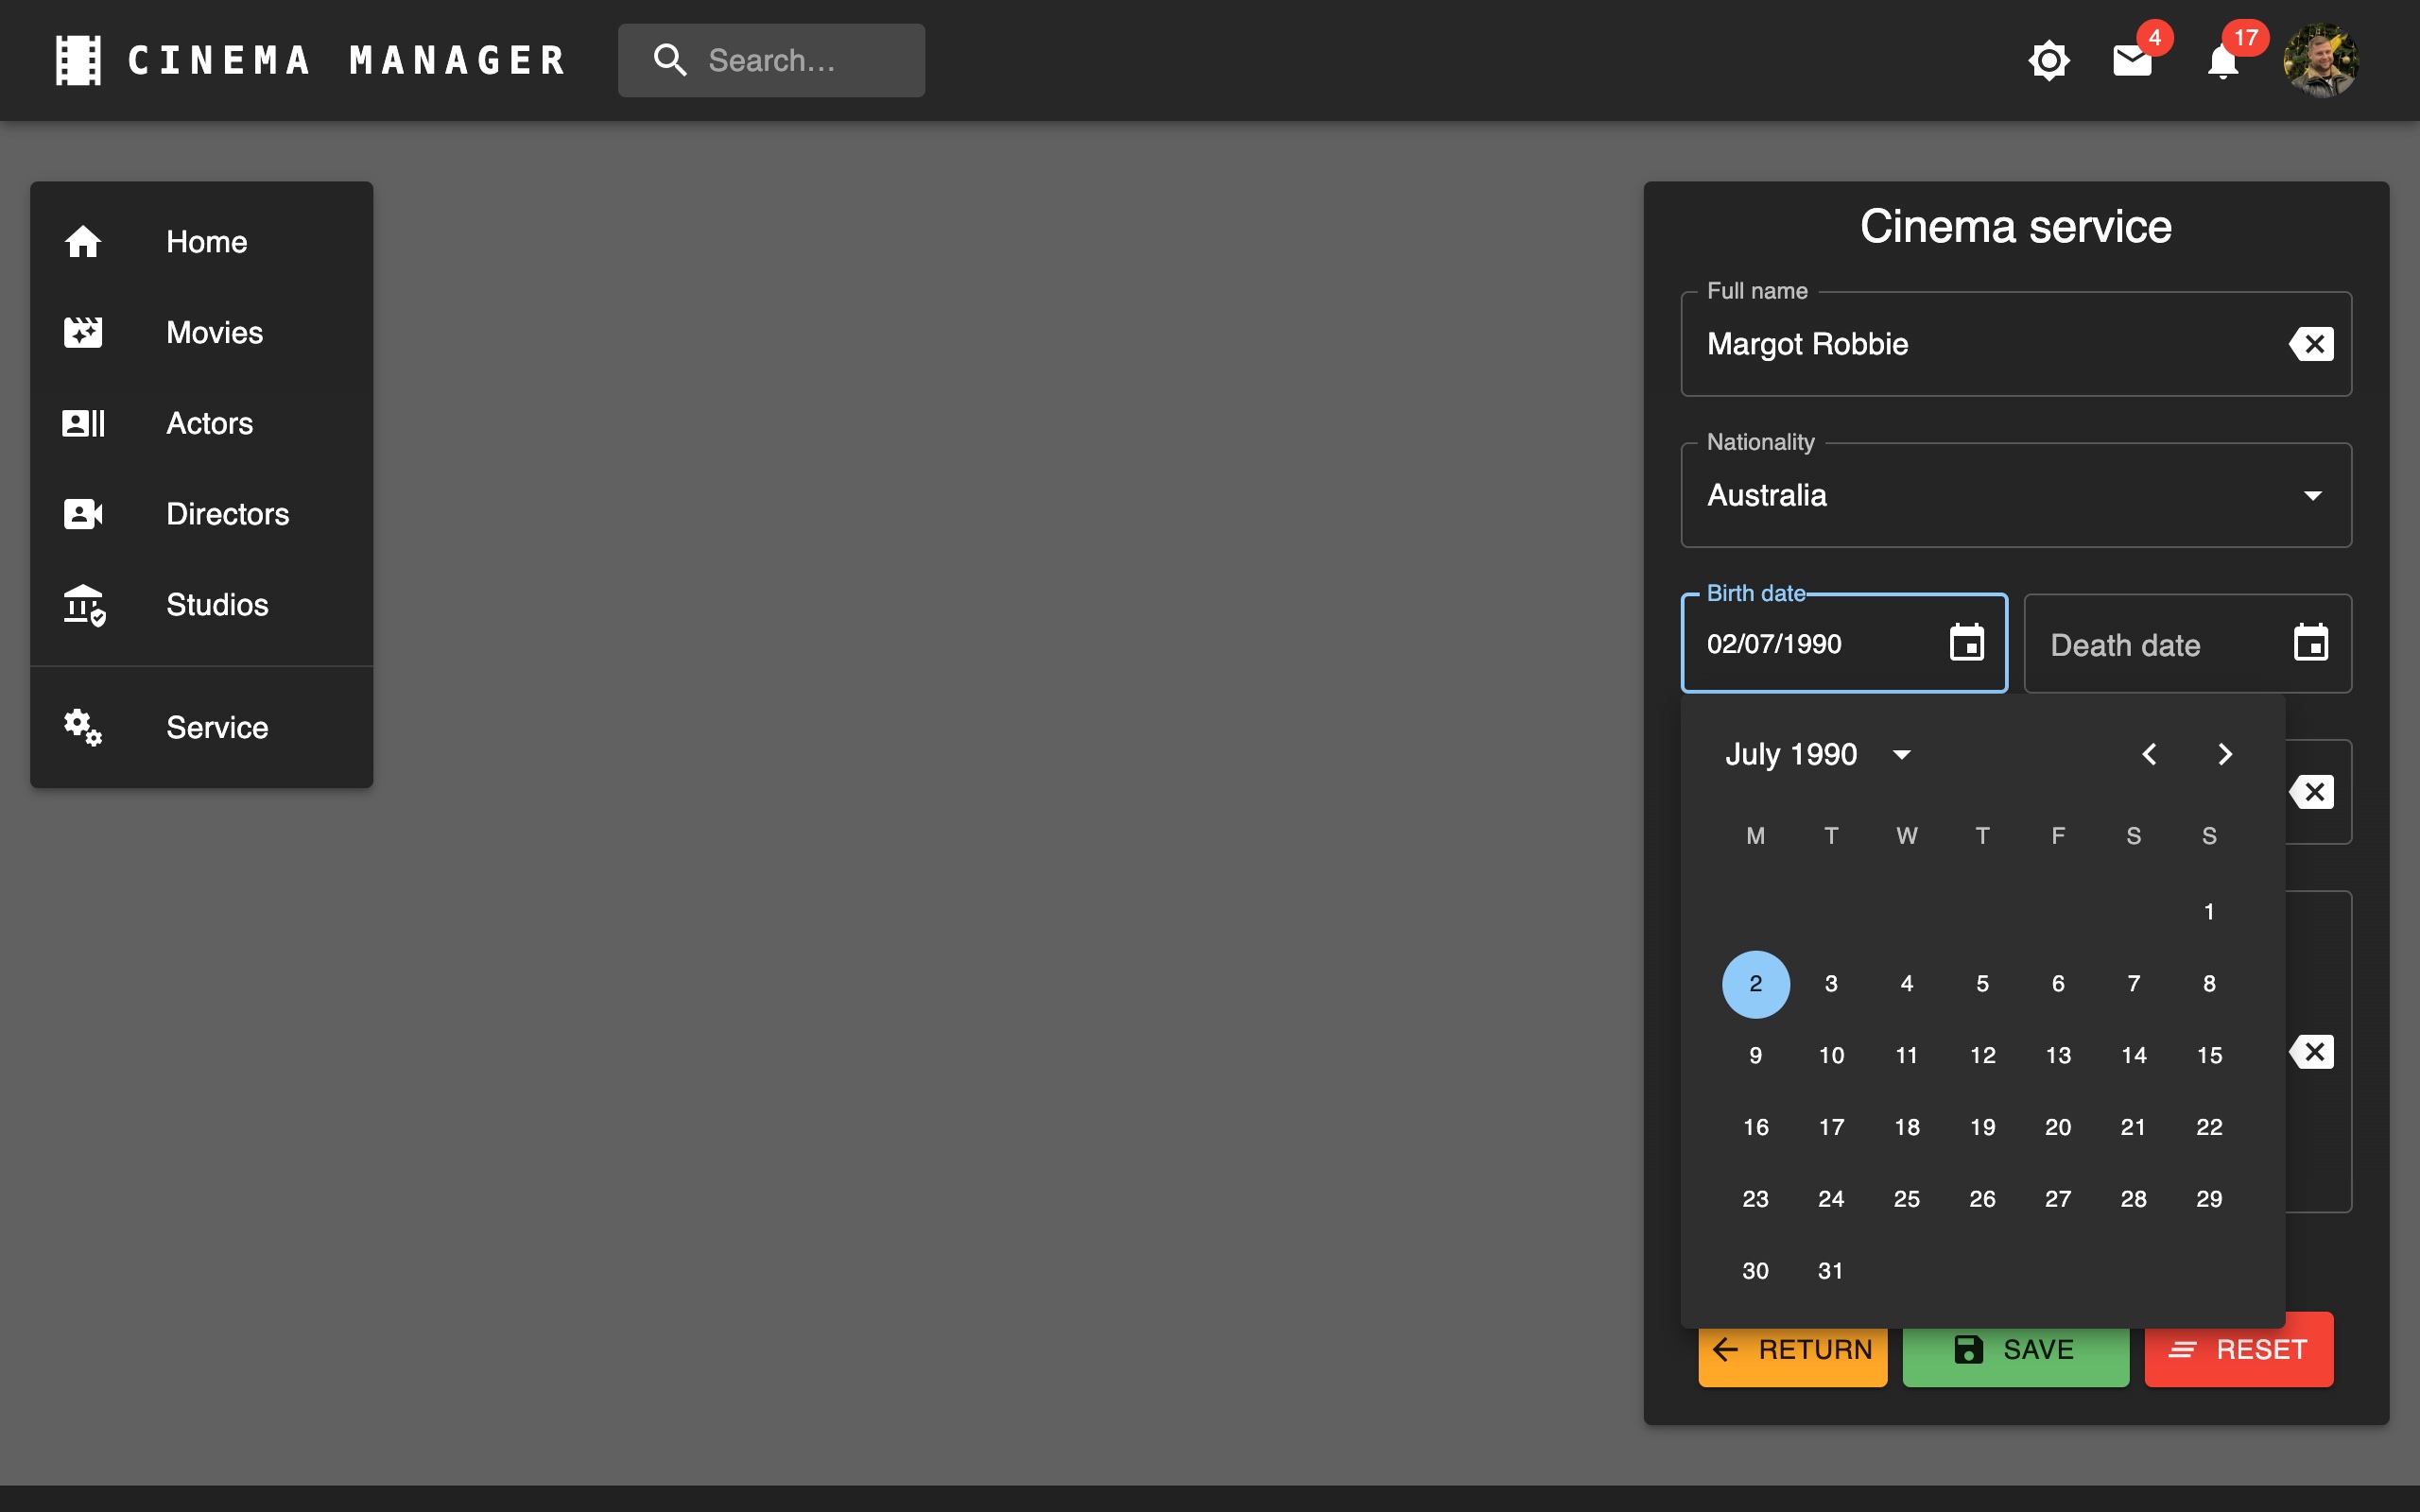 CINEMA MANAGER
Search...
4
17
Home
Movies
Actors
Directors
Studios
Service
Cinema service
Full name
Margot Robbie
Nationality
Australia
Birth date
02/07/1990
Death date
July 1990
M T W T F S S
1
2 3 4 5 6 7 8
9 10 11 12 13 14 15
16 17 18 19 20 21 22
23 24 25 26 27 28 29
30 31
RETURN
SAVE
RESET